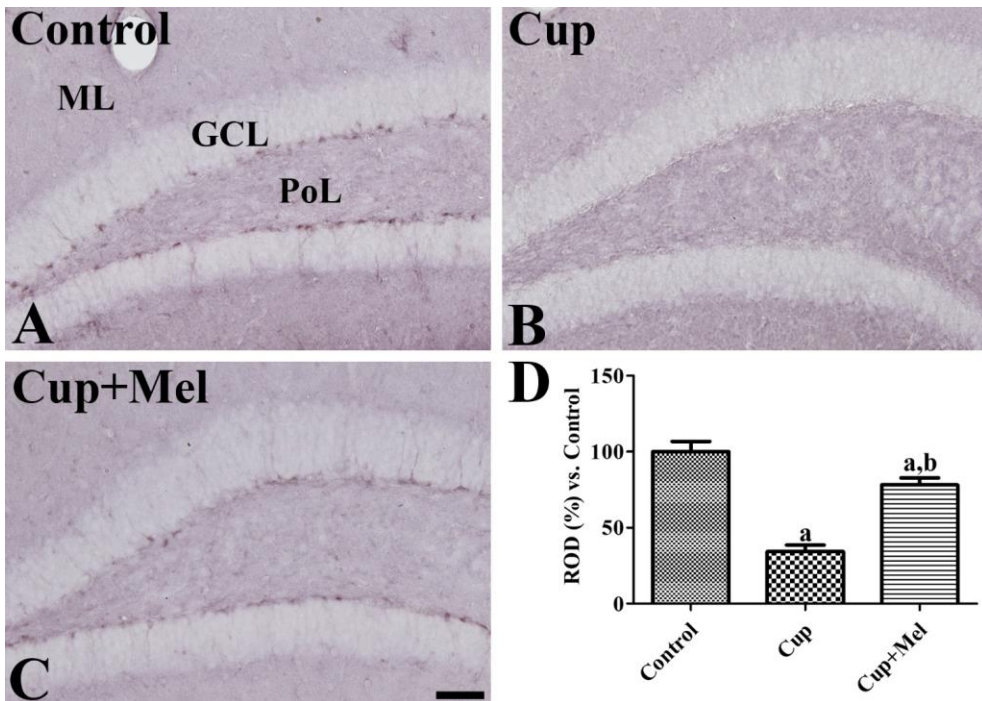 Control
ML
GCL
PoL
A
Cup
B
Cup+Mel
C
D
ROD (%) vs. Control
150
100
50
0
a
a,b
Control
Cup
Cup+Mel